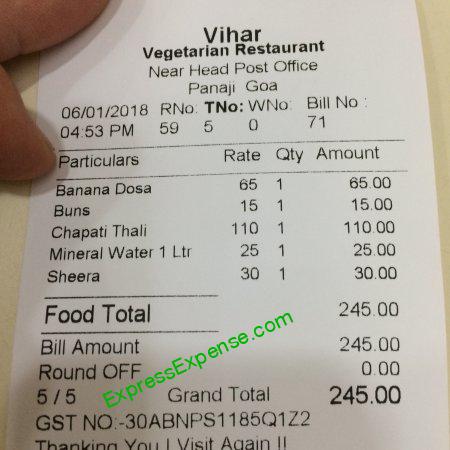 Vihar
Vegetarian Restaurant
Near Head Post Office
Panaji Goa
06/01/2018 RNo: TNo: WNo: Bill No :
04:53 PM 59 5 0 71
Particulars Rate Qty Amount
Banana Dosa 65 1 65.00
Buns 15 1 15.00
Chapati Thali 110 1 110.00
Mineral Water 1 Ltr 25 1 25.00
Sheera 30 1 30.00
Food Total 245.00
Bill Amount 245.00
Round OFF 0.00
5 / 5 Grand Total 245.00
ExpressExpense.com
GST NO:-30ABNPS1185Q1Z2
Thanking You ! Visit Again !!